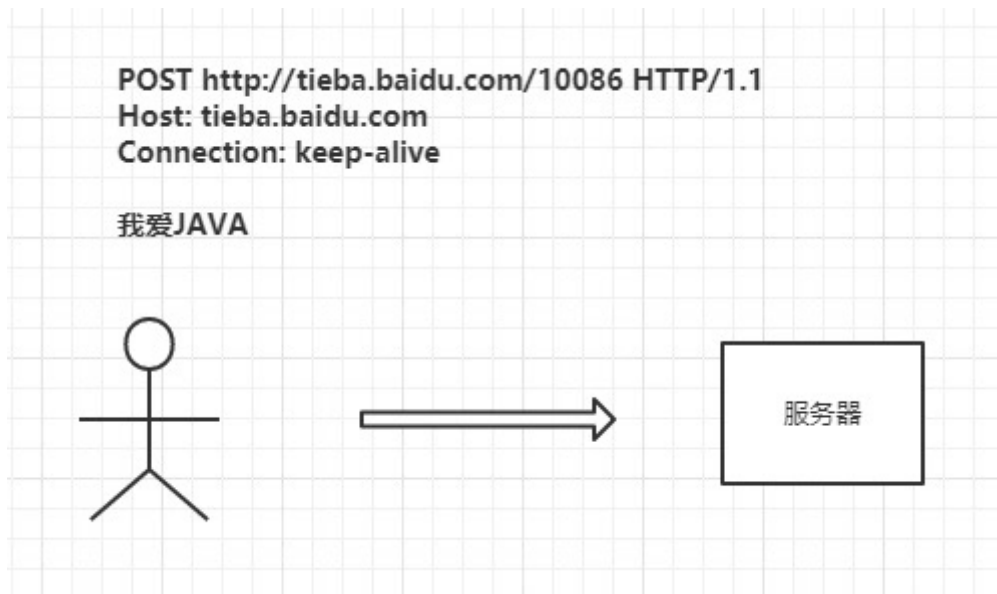 POST http://tieba.baidu.com/10086 HTTP/1.1
Host: tieba.baidu.com
Connection: keep-alive
我爱JAVA
服务器